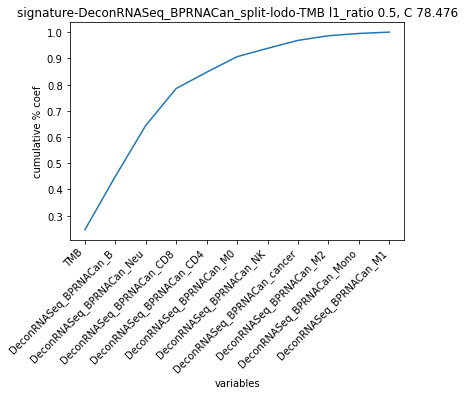 signature-DeconRNASeq_BPRNACan_split-lodo-TMB l1_ratio 0.5, C 78.476
cumulative % coef
1.0
0.9
0.8
0.7
0.6
0.5
0.4
0.3
TMB
DeconRNASeq_BPRNACan_B
DeconRNASeq_BPRNACan_Neu
DeconRNASeq_BPRNACan_CD8
DeconRNASeq_BPRNACan_CD4
DeconRNASeq_BPRNACan_M0
DeconRNASeq_BPRNACan_NK
DeconRNASeq_BPRNACan_cancer
DeconRNASeq_BPRNACan_M2
DeconRNASeq_BPRNACan_Mono
DeconRNASeq_BPRNACan_M1
variables